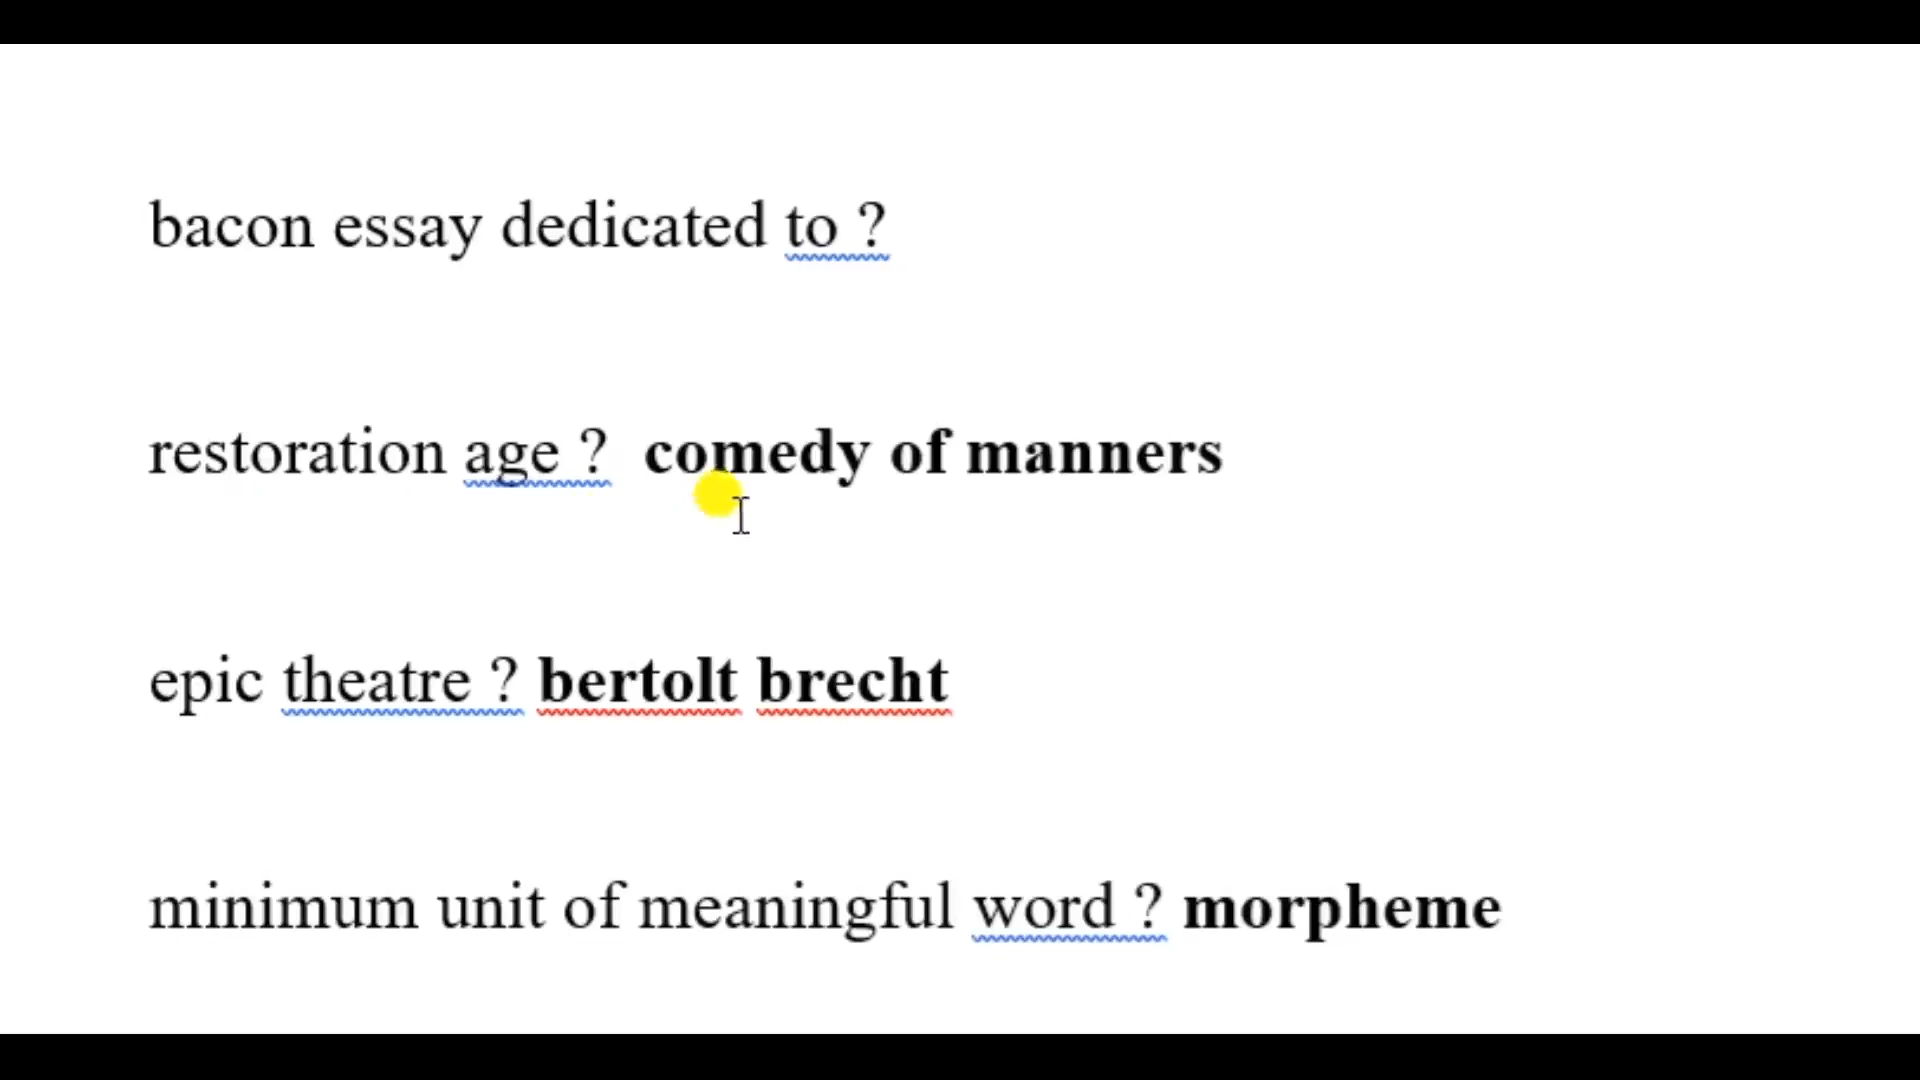 bacon essay dedicated to ?
restoration age ? comedy of manners
epic theatre ? bertolt brecht
minimum unit of meaningful word ? morpheme